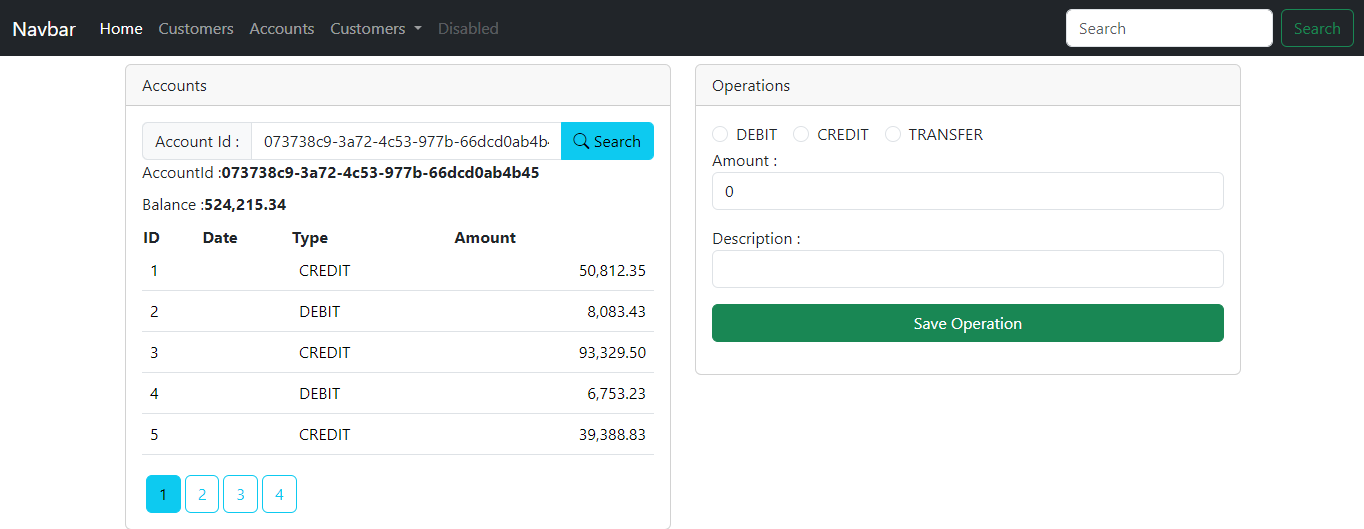 Navbar Home Customers Accounts Customers Disabled Search Search
Accounts
Account Id : 073738c9-3a72-4c53-977b-66dcd0ab4b4 Search
AccountId :073738c9-3a72-4c53-977b-66dcd0ab4b45
Balance :524,215.34
ID Date Type Amount
1 CREDIT 50,812.35
2 DEBIT 8,083.43
3 CREDIT 93,329.50
4 DEBIT 6,753.23
5 CREDIT 39,388.83
1 2 3 4
Operations
DEBIT CREDIT TRANSFER
Amount :
0
Description :
Save Operation